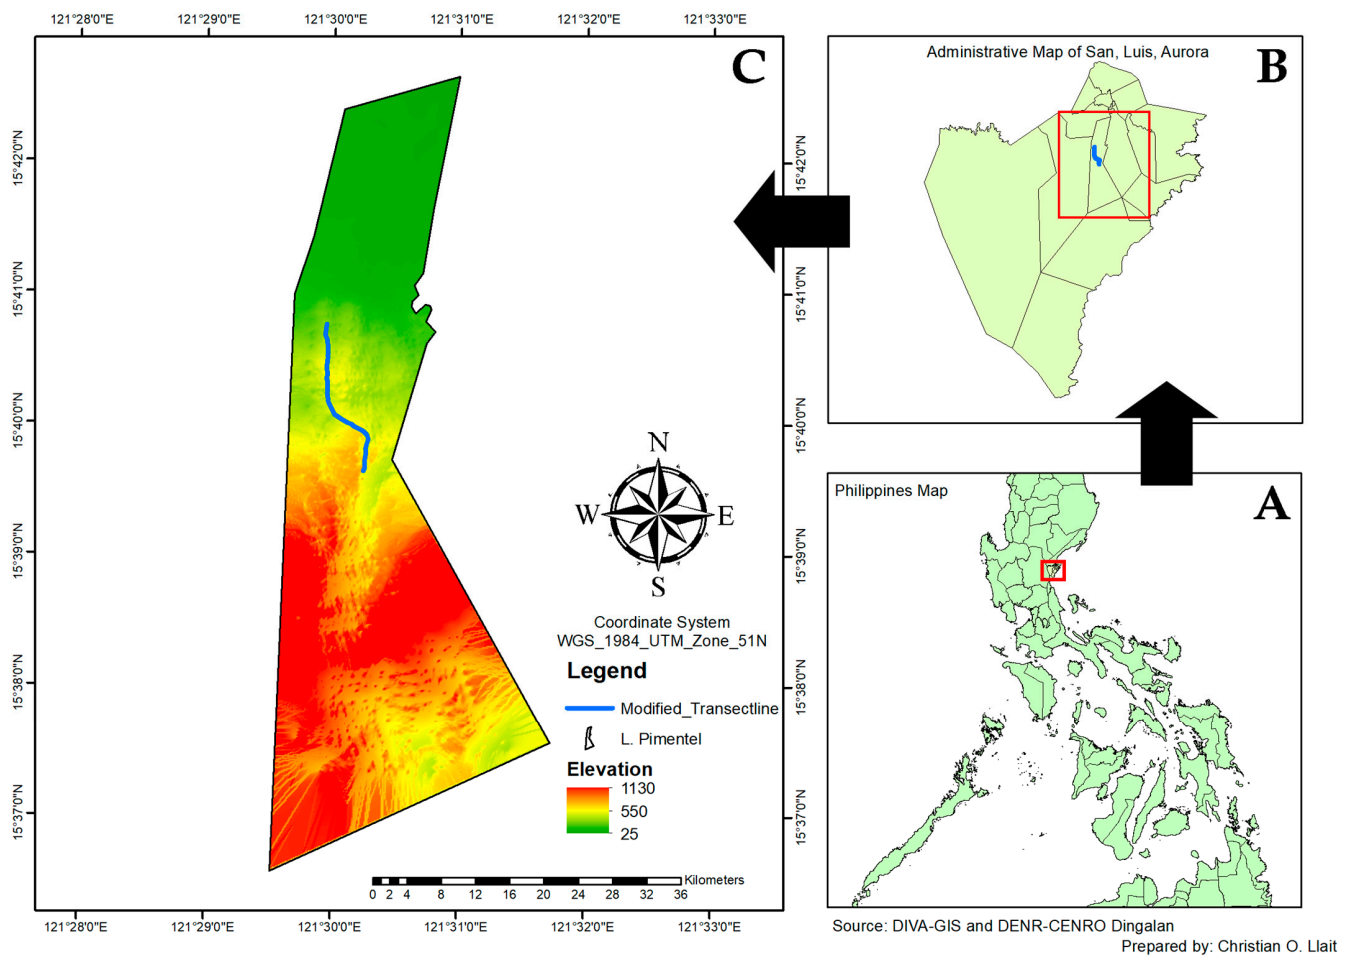 121°28'0"E 121°29'0"E 121°30'0"E 121°31'0"E 121°32'0"E 121°33'0"E
C
15°42'0"N
15°41'0"N
15°40'0"N
15°39'0"N
15°38'0"N
15°37'0"N
N
W E
S
Coordinate System
WGS_1984_UTM_Zone_51N
Legend
Modified_Transectline
L. Pimentel
Elevation
1130
550
25
Kilometers
0 2 4 8 12 16 20 24 28 32 36
121°28'0"E 121°29'0"E 121°30'0"E 121°31'0"E 121°32'0"E 121°33'0"E
15°42'0"N
15°41'0"N
15°40'0"N
15°39'0"N
15°38'0"N
15°37'0"N
Administrative Map of San, Luis, Aurora
B
Philippines Map
A
Source: DIVA-GIS and DENR-CENRO Dingalan
Prepared by: Christian O. Llait